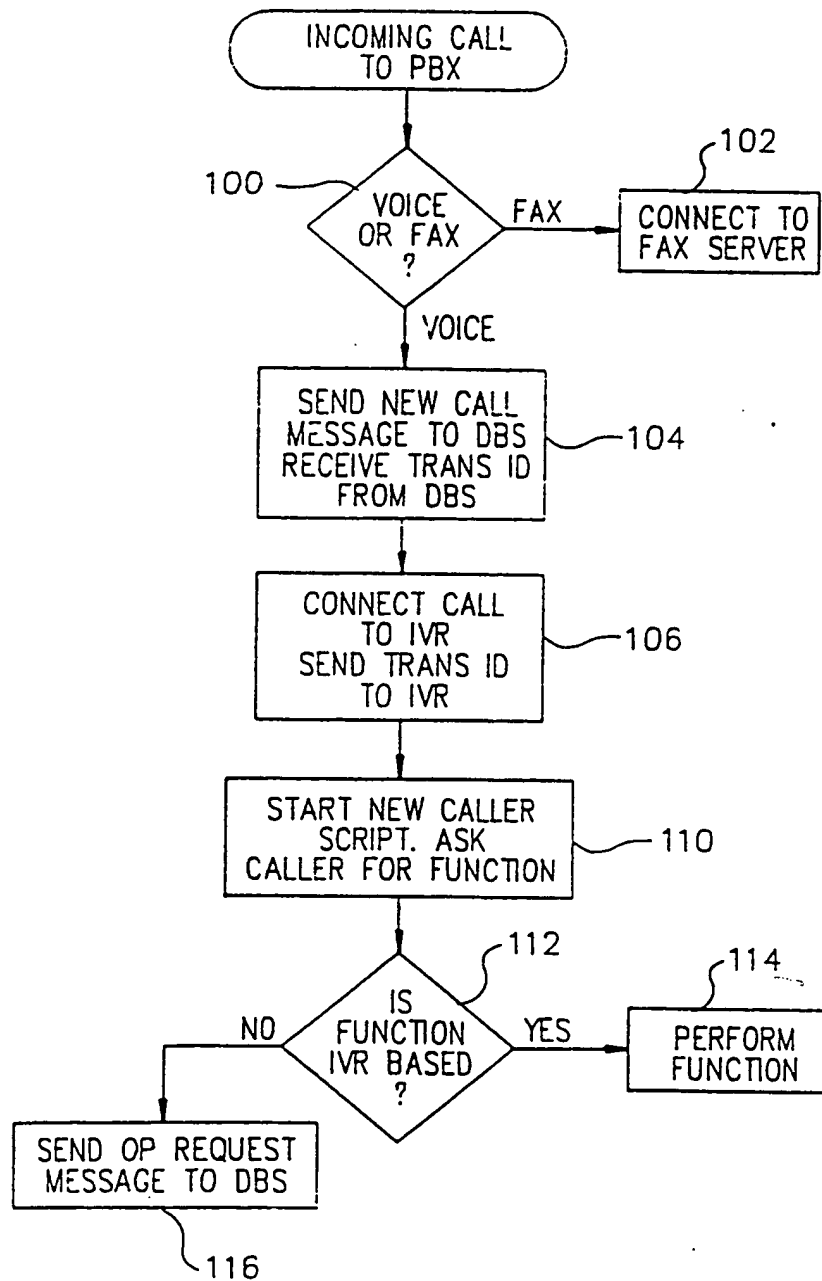 INCOMING CALL
TO PBX
102
100
VOICE
OR FAX
?
FAX
CONNECT TO
FAX SERVER
VOICE
SEND NEW CALL
MESSAGE TO DBS
RECEIVE TRANS ID
FROM DBS
104
CONNECT CALL
TO IVR
SEND TRANS ID
TO IVR
106
START NEW CALLER
SCRIPT. ASK
CALLER FOR FUNCTION
110
112
114
IS
FUNCTION
IVR BASED
?
NO
YES
PERFORM
FUNCTION
SEND OP REQUEST
MESSAGE TO DBS
116